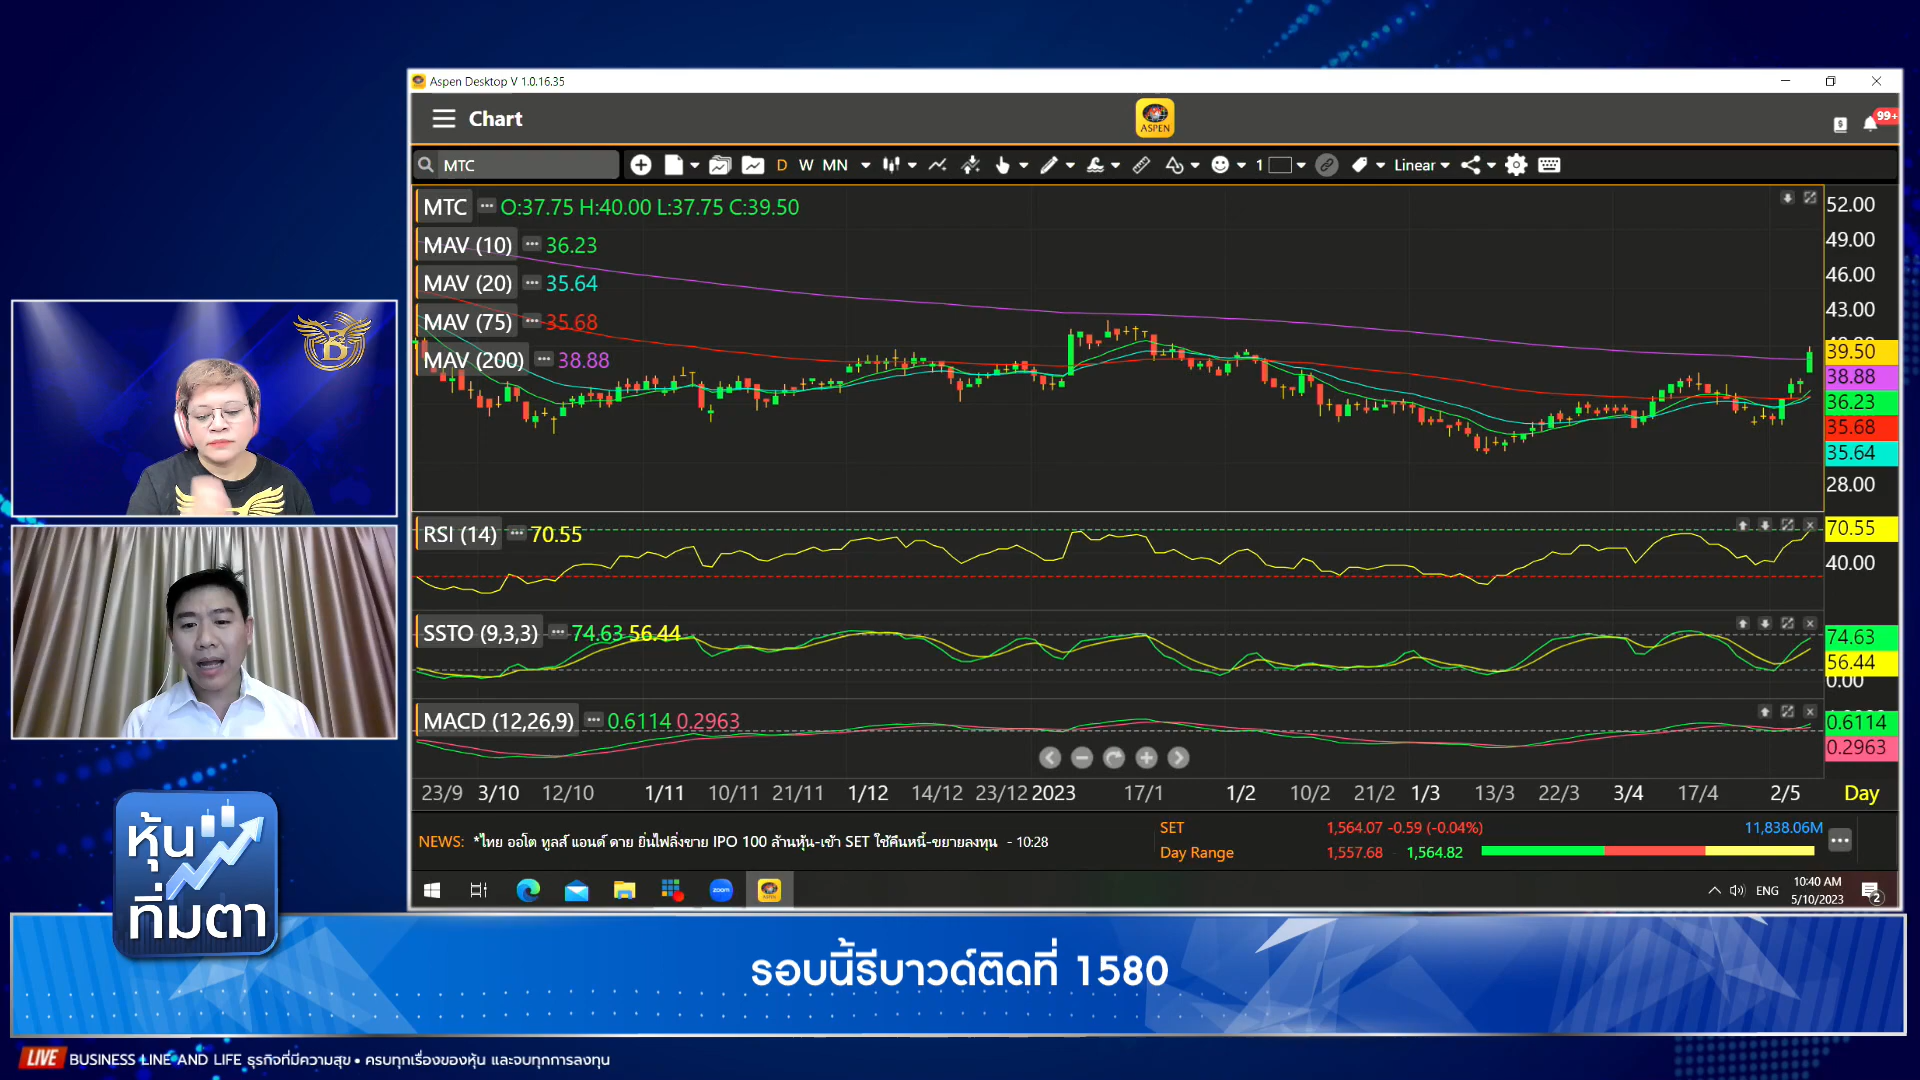 Aspen Desktop V 1.0.16.35
Chart
ASPEN
99+
MTC
D W MN
1
Linear
MTC ··· O:37.75 H:40.00 L:37.75 C:39.50
MAV (10) ··· 36.23
MAV (20) ··· 35.64
MAV (75) ··· 35.68
MAV (200) ··· 38.88
52.00
49.00
46.00
43.00
39.50
38.88
36.23
35.68
35.64
28.00
RSI (14) ··· 70.55
70.55
40.00
SSTO (9,3,3) ··· 74.63 56.44
74.63
56.44
0.00
MACD (12,26,9) ··· 0.6114 0.2963
0.6114
0.2963
23/9 3/10 12/10 1/11 10/11 21/11 1/12 14/12 23/12 2023 17/1 1/2 10/2 21/2 1/3 13/3 22/3 3/4 17/4 2/5 Day
NEWS: *ไทย ออโต ทูลส์ แอนด์ ดาย ยื่นไฟลิ่งขาย IPO 100 ล้านหุ้น-เข้า SET ใช้คืนหนี้-ขยายลงทุน - 10:28
SET 1,564.07 -0.59 (-0.04%) 11,838.06M
Day Range 1,557.68 - 1,564.82
zoom
ENG
10:40 AM
5/10/2023
2
หุ้น
ทิ่มตา
รอบนี้รีบาวด์ติดที่ 1580
LIVE BUSINESS LINE AND LIFE ธุรกิจที่มีความสุข • ครบทุกเรื่องของหุ้น และจบทุกการลงทุน